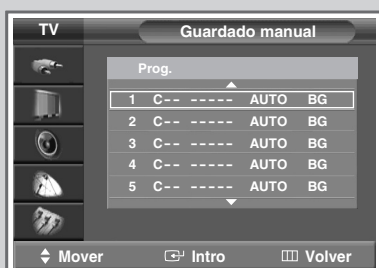 TV Guardado manual
Prog.
1 C-- ----- AUTO BG
2 C-- ----- AUTO BG
3 C-- ----- AUTO BG
4 C-- ----- AUTO BG
5 C-- ----- AUTO BG
Mover Intro Volver